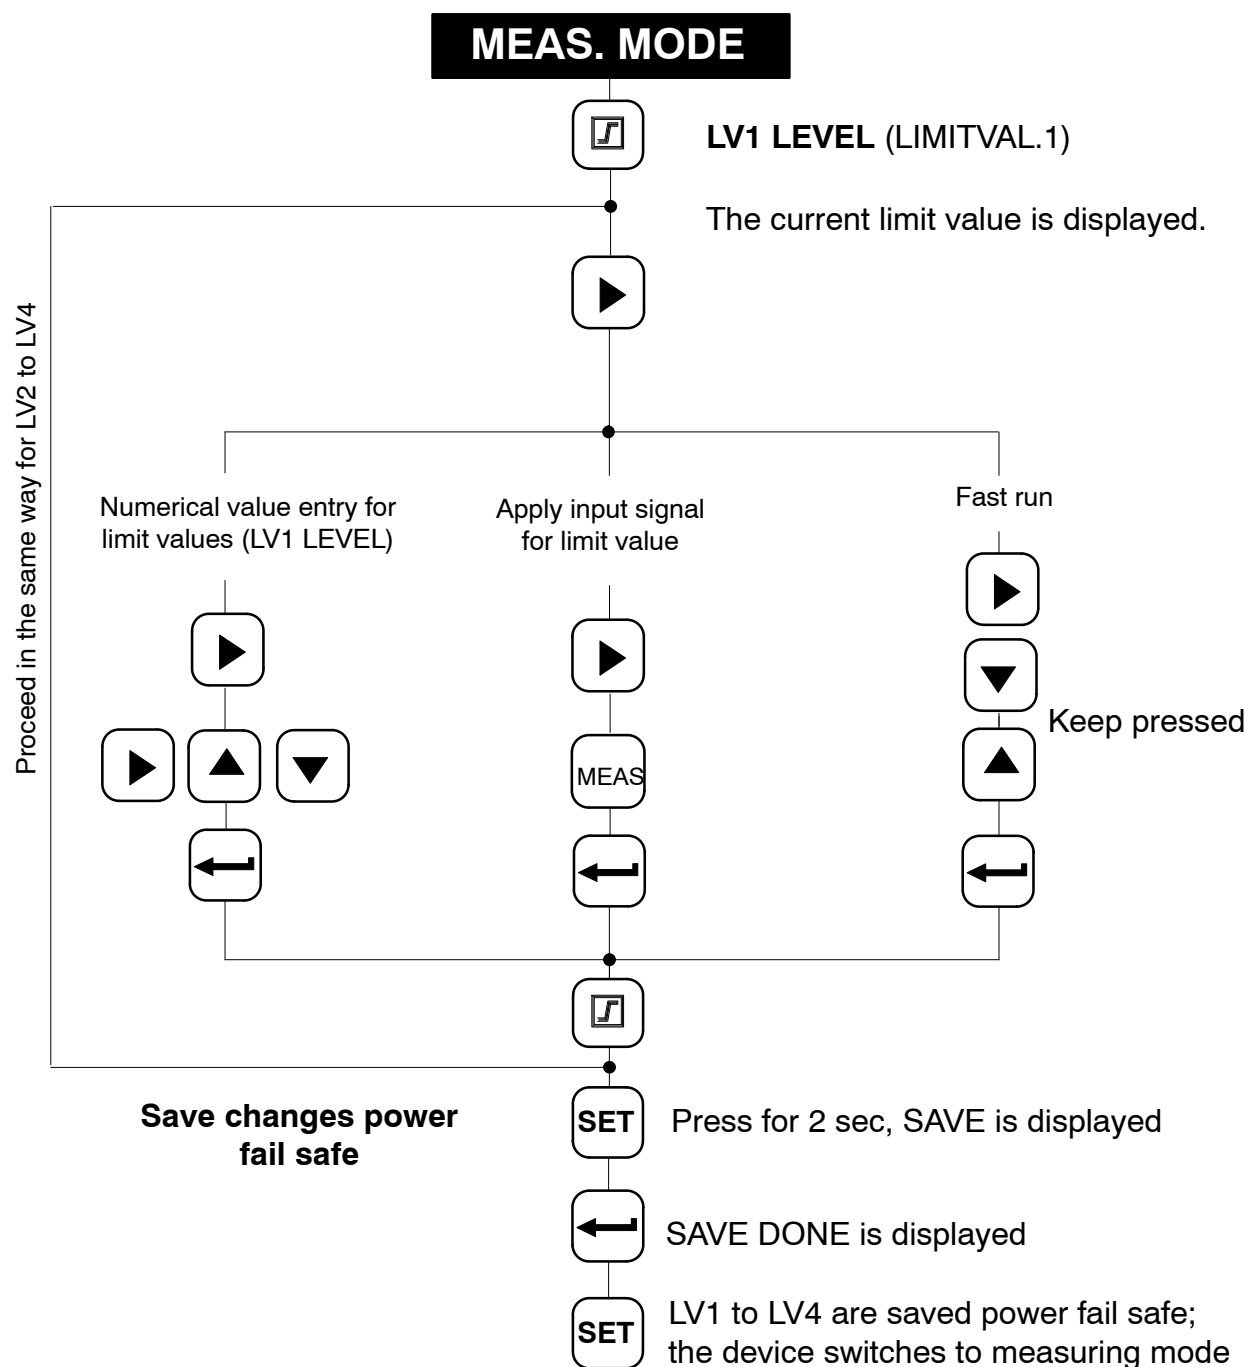 MEAS. MODE
LV1 LEVEL (LIMITVAL.1)
The current limit value is displayed.
Proceed in the same way for LV2 to LV4
Numerical value entry for
limit values (LV1 LEVEL)
Apply input signal
for limit value
Fast run
Keep pressed
MEAS
Save changes power
fail safe
SET
Press for 2 sec, SAVE is displayed
SAVE DONE is displayed
SET
LV1 to LV4 are saved power fail safe;
the device switches to measuring mode